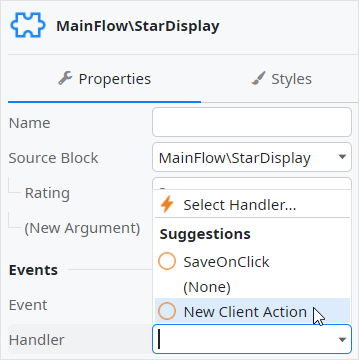 MainFlow\StarDisplay
Properties
Styles
Name
Source Block
MainFlow\StarDisplay
Rating
(New Argument)
Select Handler...
Suggestions
SaveOnClick
(None)
New Client Action
Events
Event
Handler